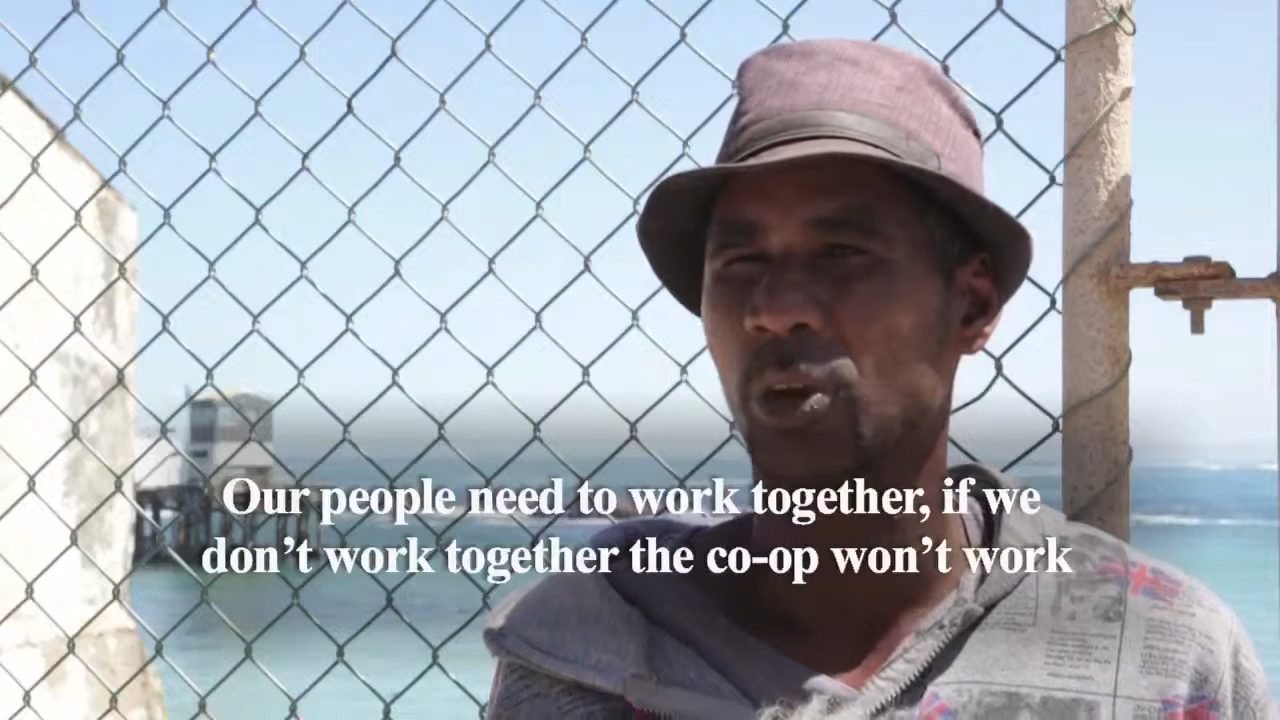 Our people need to work together, if we
don’t work together the co-op won’t work